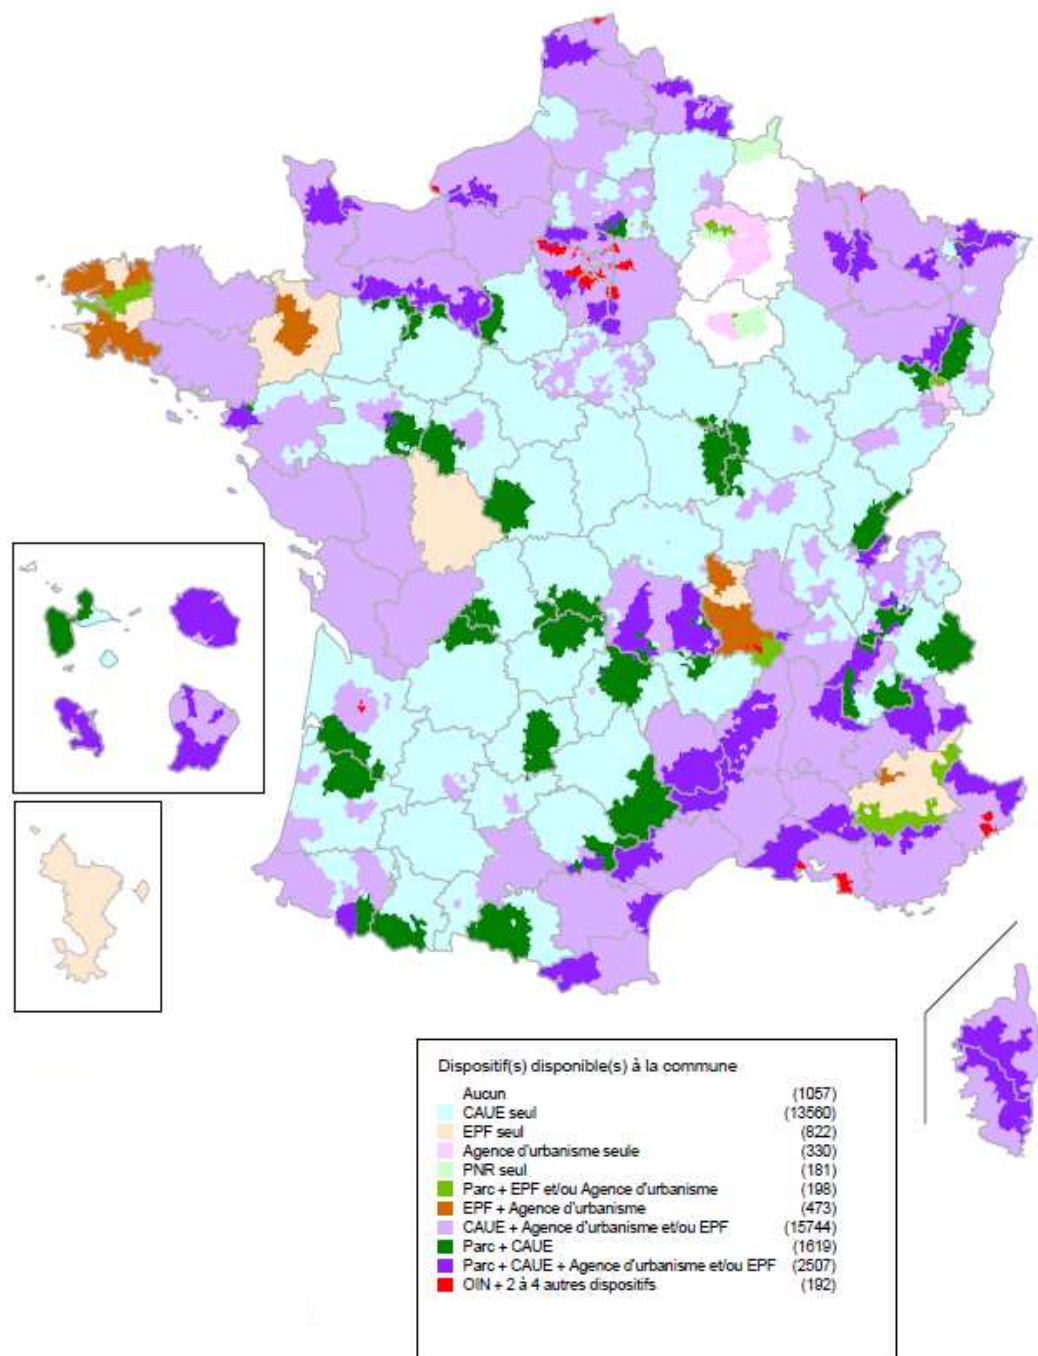 Dispositif(s) disponible(s) à la commune
Aucun (1057)
CAUE seul (13560)
EPF seul (822)
Agence d'urbanisme seule (330)
PNR seul (181)
Parc + EPF et/ou Agence d'urbanisme (198)
EPF + Agence d'urbanisme (473)
CAUE + Agence d'urbanisme et/ou EPF (15744)
Parc + CAUE (1619)
Parc + CAUE + Agence d'urbanisme et/ou EPF (2507)
OIN + 2 à 4 autres dispositifs (192)